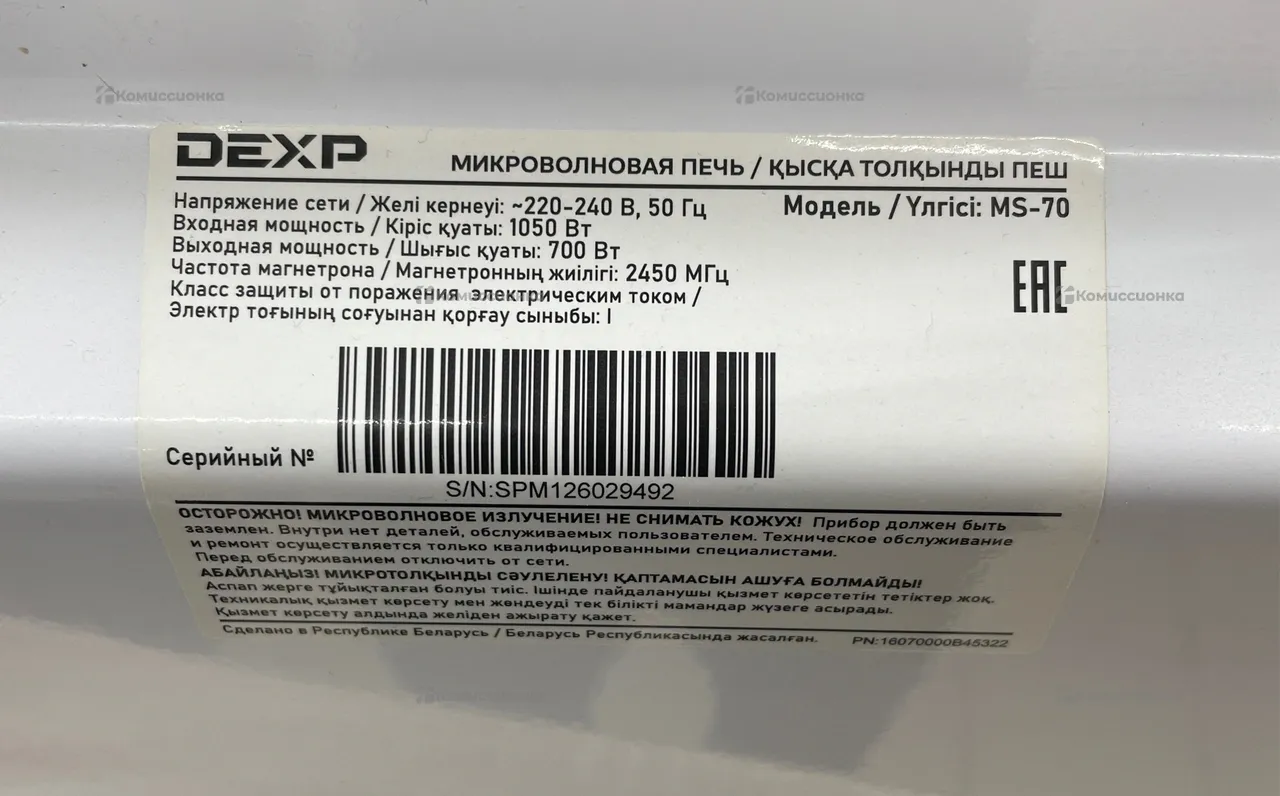 Комиссионка
Комиссионка
DEXP
МИКРОВОЛНОВАЯ ПЕЧЬ / ҚЫСҚА ТОЛҚЫНДЫ ПЕШ
Напряжение сети / Желі кернеуі: ~220-240 В, 50 Гц
Модель / Үлгісі: MS-70
Входная мощность / Кіріс қуаты: 1050 Вт
Выходная мощность / Шығыс қуаты: 700 Вт
Частота магнетрона / Магнетронның жиілігі: 2450 МГц
Класс защиты от поражения электрическим током /
Электр тоғының соғуынан қорғау сыныбы: I
EAC
Комиссионка
Комиссионка
Серийный №
S/N:SPM126029492
ОСТОРОЖНО! МИКРОВОЛНОВОЕ ИЗЛУЧЕНИЕ! НЕ СНИМАТЬ КОЖУХ! Прибор должен быть
заземлен. Внутри нет деталей, обслуживаемых пользователем. Техническое обслуживание
и ремонт осуществляется только квалифицированными специалистами.
Перед обслуживанием отключить от сети.
АБАЙЛАҢЫЗ! МИКРОТОЛҚЫНДЫ СӘУЛЕЛЕНУ! ҚАПТАМАСЫН АШУҒА БОЛМАЙДЫ!
Аспап жерге тұйықталған болуы тиіс. Ішінде пайдаланушы қызмет көрсететін тетіктер жоқ.
Техникалық қызмет көрсету мен жөндеуді тек білікті мамандар жүзеге асырады.
Қызмет көрсету алдында желіден ажырату қажет.
Сделано в Республике Беларусь / Беларусь Республикасында жасалған.
PN:16070000B45322